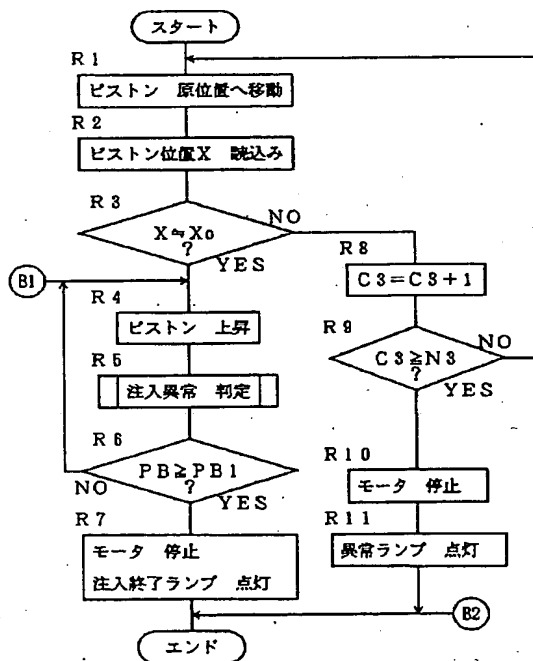 スタート
R1
ピストン 原位置へ移動
R2
ピストン位置X 読込み
R3
X≒Xo
?
NO
YES
B1
R4
ピストン 上昇
R5
注入異常 判定
R6
PB≧PB1
?
NO
YES
R7
モータ 停止
注入終了ランプ 点灯
エンド
R8
C3=C3+1
R9
C3≧N3
?
NO
YES
R10
モータ 停止
R11
異常ランプ 点灯
B2